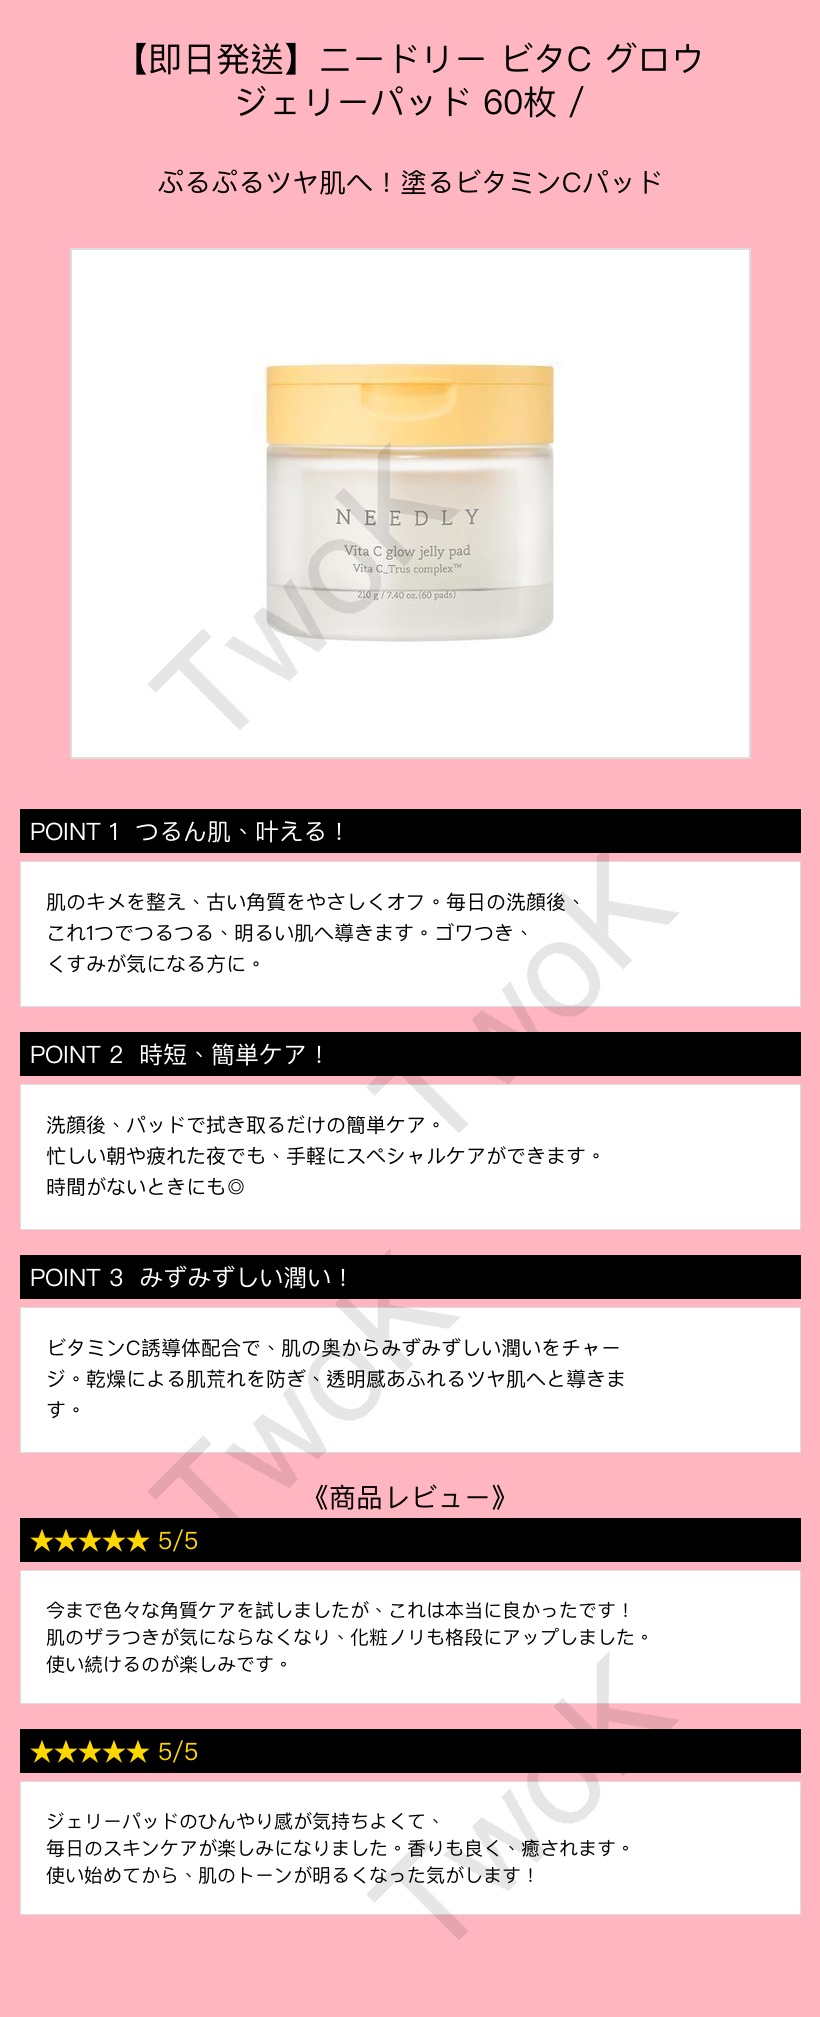 【即日発送】ニードリー ビタC グロウ
ジェリーパッド 60枚 /
ぷるぷるツヤ肌へ！塗るビタミンCパッド
NEEDLY
Vita C glow jelly pad
Vita C_Trus complex™
210 g / 7.40 oz.(60 pads)
TwoK
POINT 1 つるん肌、叶える！
肌のキメを整え、古い角質をやさしくオフ。毎日の洗顔後、
これ1つでつるつる、明るい肌へ導きます。ゴワつき、
くすみが気になる方に。
TwoK
POINT 2 時短、簡単ケア！
洗顔後、パッドで拭き取るだけの簡単ケア。
忙しい朝や疲れた夜でも、手軽にスペシャルケアができます。
時間がないときにも◎
POINT 3 みずみずしい潤い！
ビタミンC誘導体配合で、肌の奥からみずみずしい潤いをチャー
ジ。乾燥による肌荒れを防ぎ、透明感あふれるツヤ肌へと導きま
す。
TwoK
《商品レビュー》
★★★★★ 5/5
今まで色々な角質ケアを試しましたが、これは本当に良かったです！
肌のザラつきが気にならなくなり、化粧ノリも格段にアップしました。
使い続けるのが楽しみです。
★★★★★ 5/5
ジェリーパッドのひんやり感が気持ちよくて、
毎日のスキンケアが楽しみになりました。香りも良く、癒されます。
使い始めてから、肌のトーンが明るくなった気がします！
TwoK